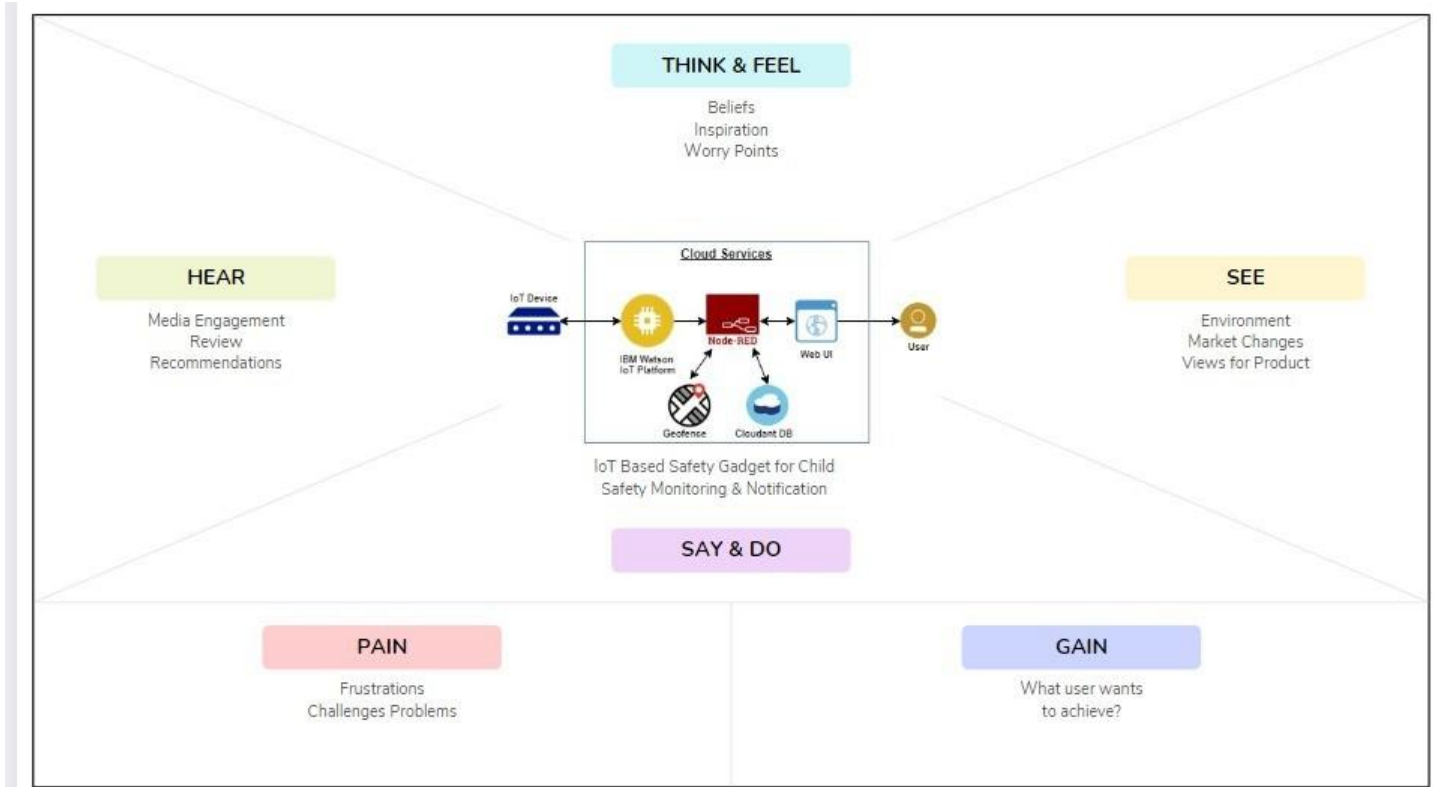 THINK & FEEL
Beliefs
Inspiration
Worry Points
HEAR
Media Engagement
Review
Recommendations
Cloud Services
IoT Device
IBM Watson
IoT Platform
Node-RED
Web UI
User
Geofense
Cloudant DB
IoT Based Safety Gadget for Child
Safety Monitoring & Notification
SEE
Environment
Market Changes
Views for Product
SAY & DO
PAIN
Frustrations
Challenges Problems
GAIN
What user wants
to achieve?